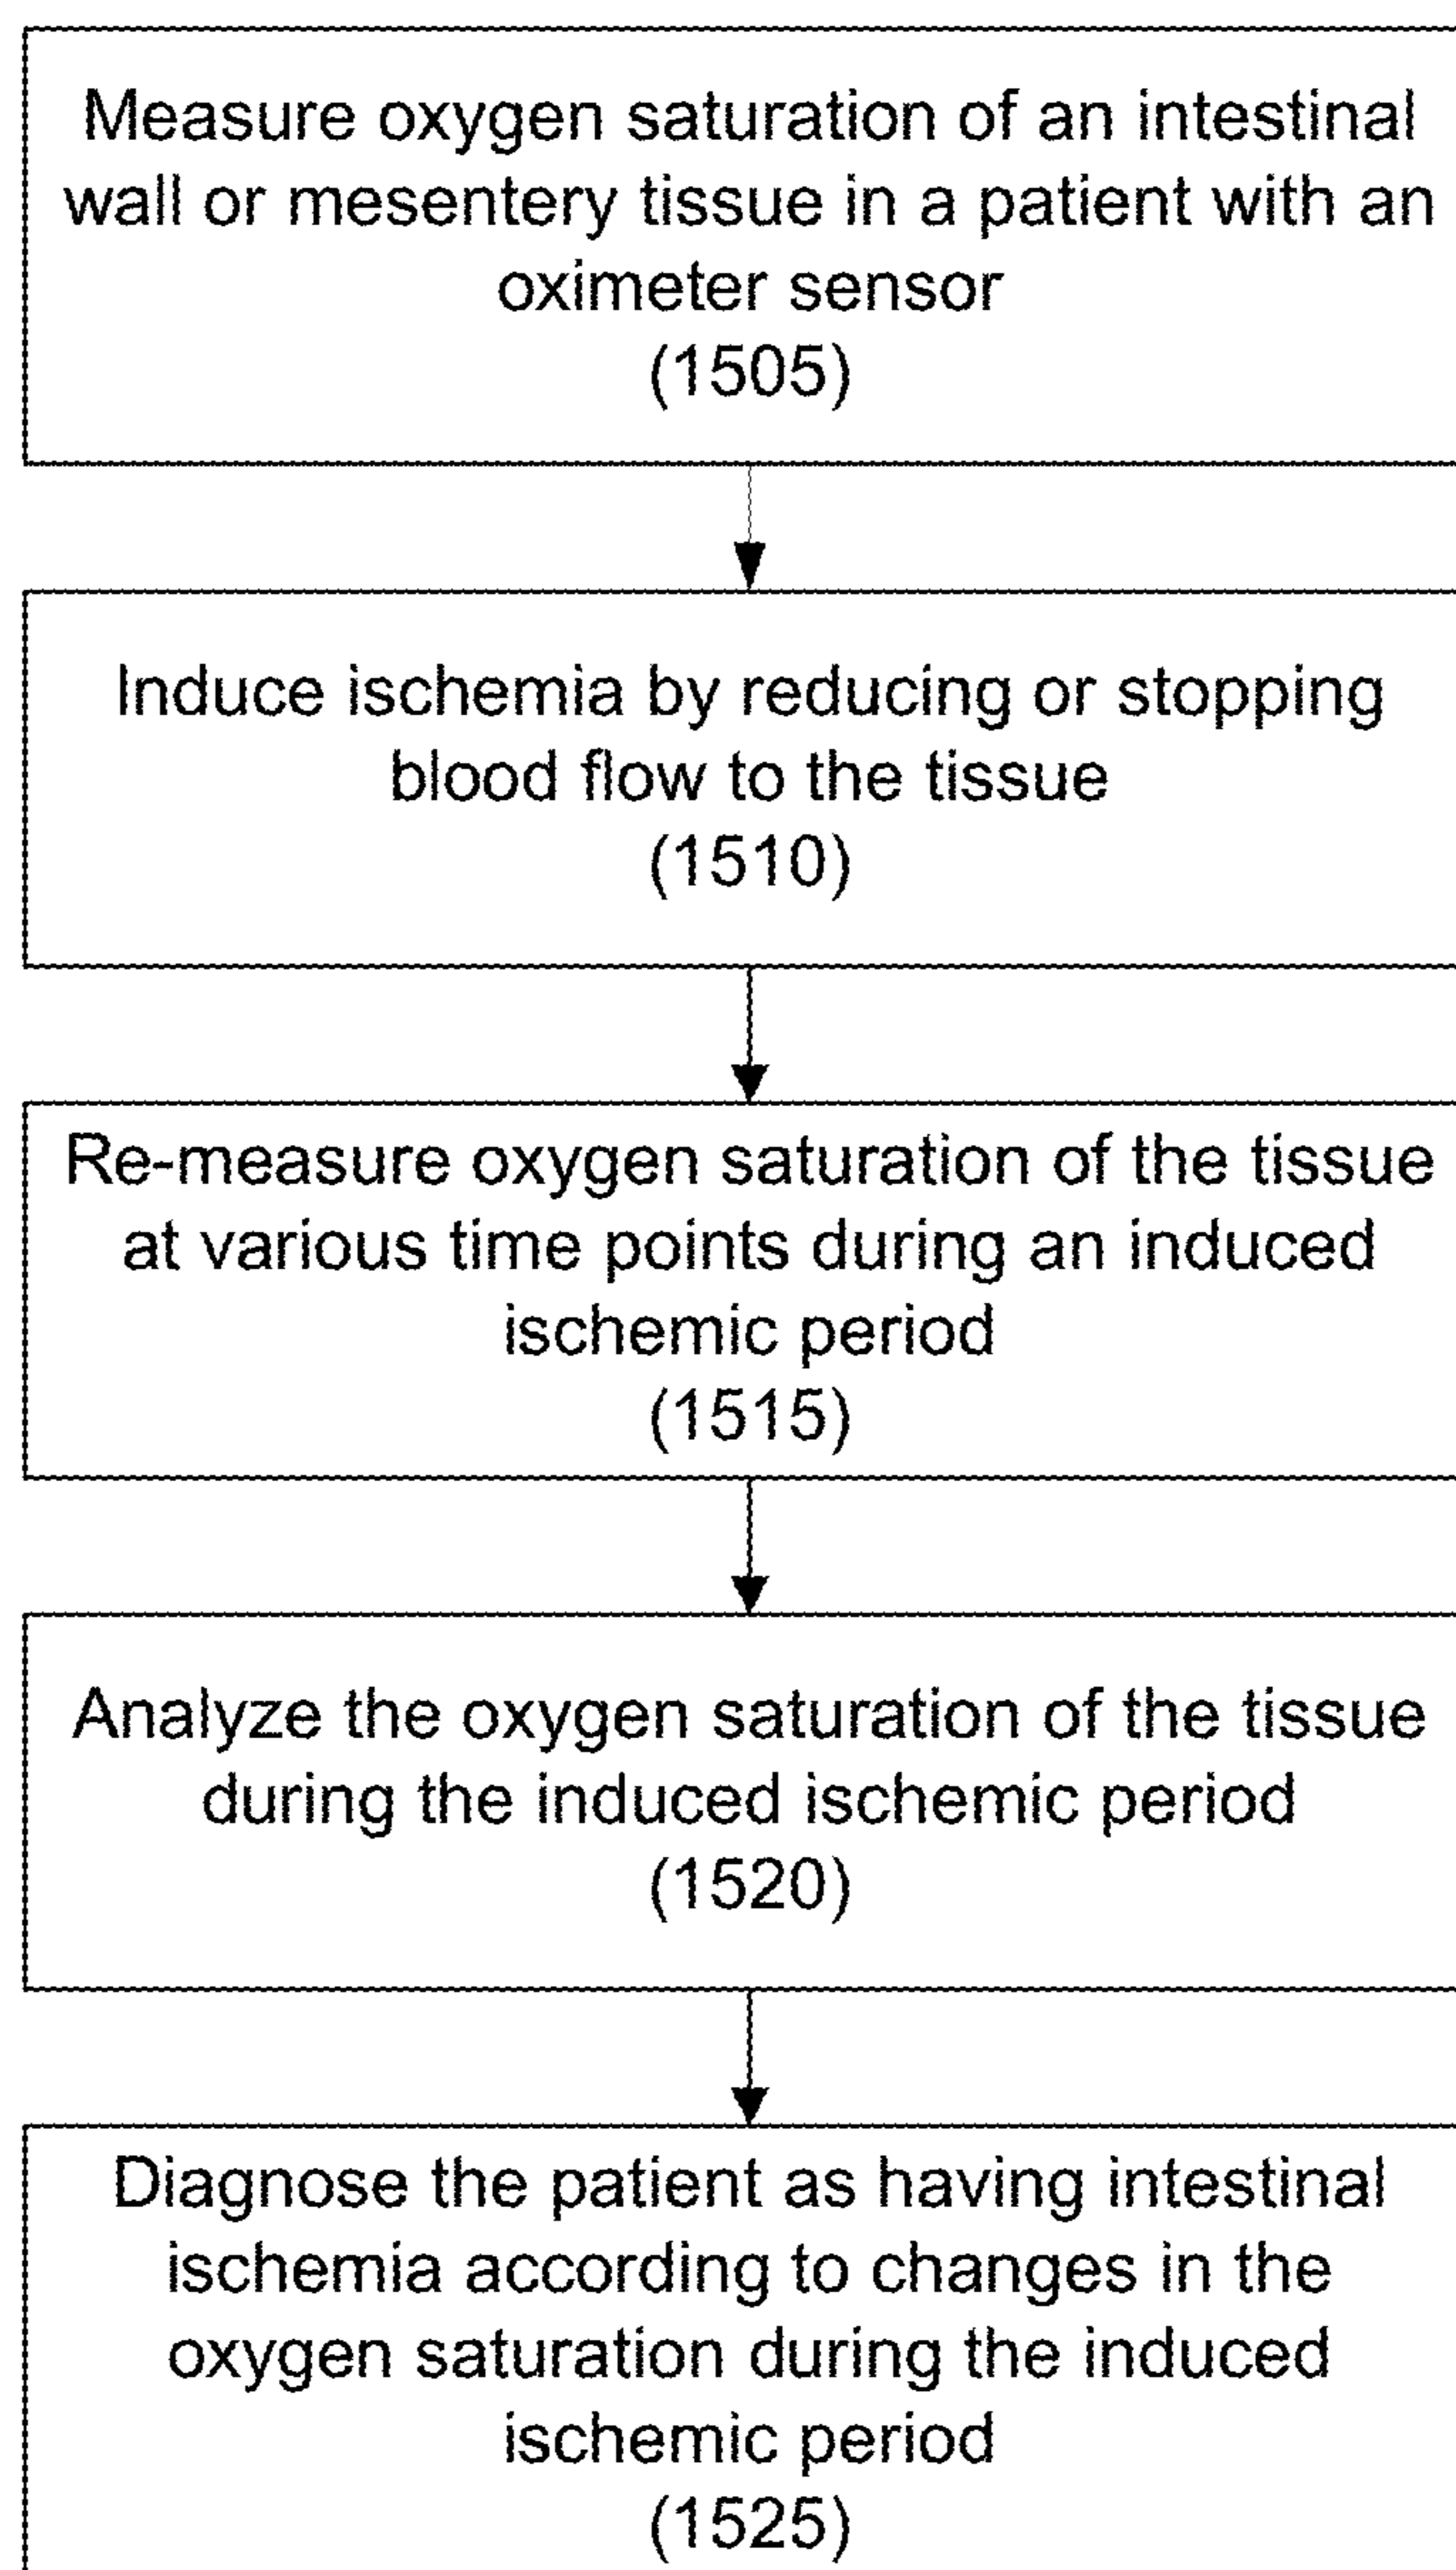 Measure oxygen saturation of an intestinal
wall or mesentery tissue in a patient with an
oximeter sensor
(1505)
Induce ischemia by reducing or stopping
blood flow to the tissue
(1510)
Re-measure oxygen saturation of the tissue
at various time points during an induced
ischemic period
(1515)
Analyze the oxygen saturation of the tissue
during the induced ischemic period
(1520)
Diagnose the patient as having intestinal
ischemia according to changes in the
oxygen saturation during the induced
ischemic period
(1525)